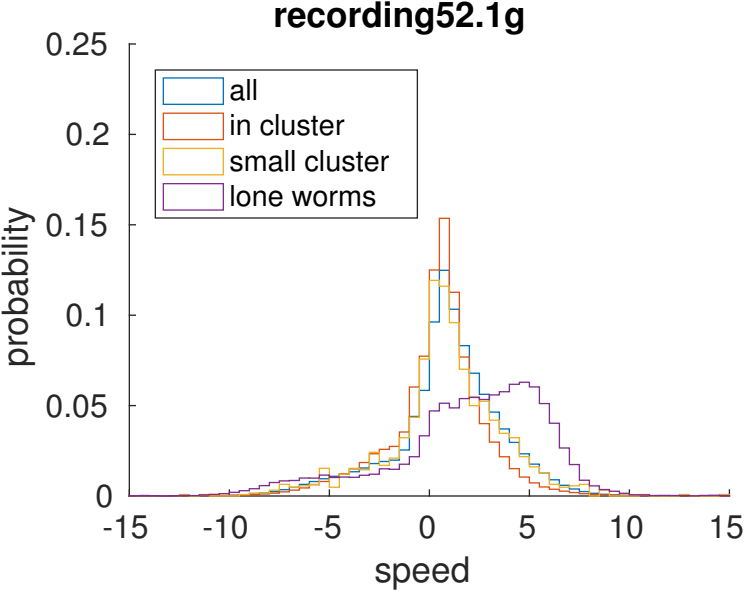 recording52.1g
0.25
0.2
0.15
0.1
0.05
0
all
in cluster
small cluster
lone worms
probability
-15 -10 -5 0 5 10 15
speed